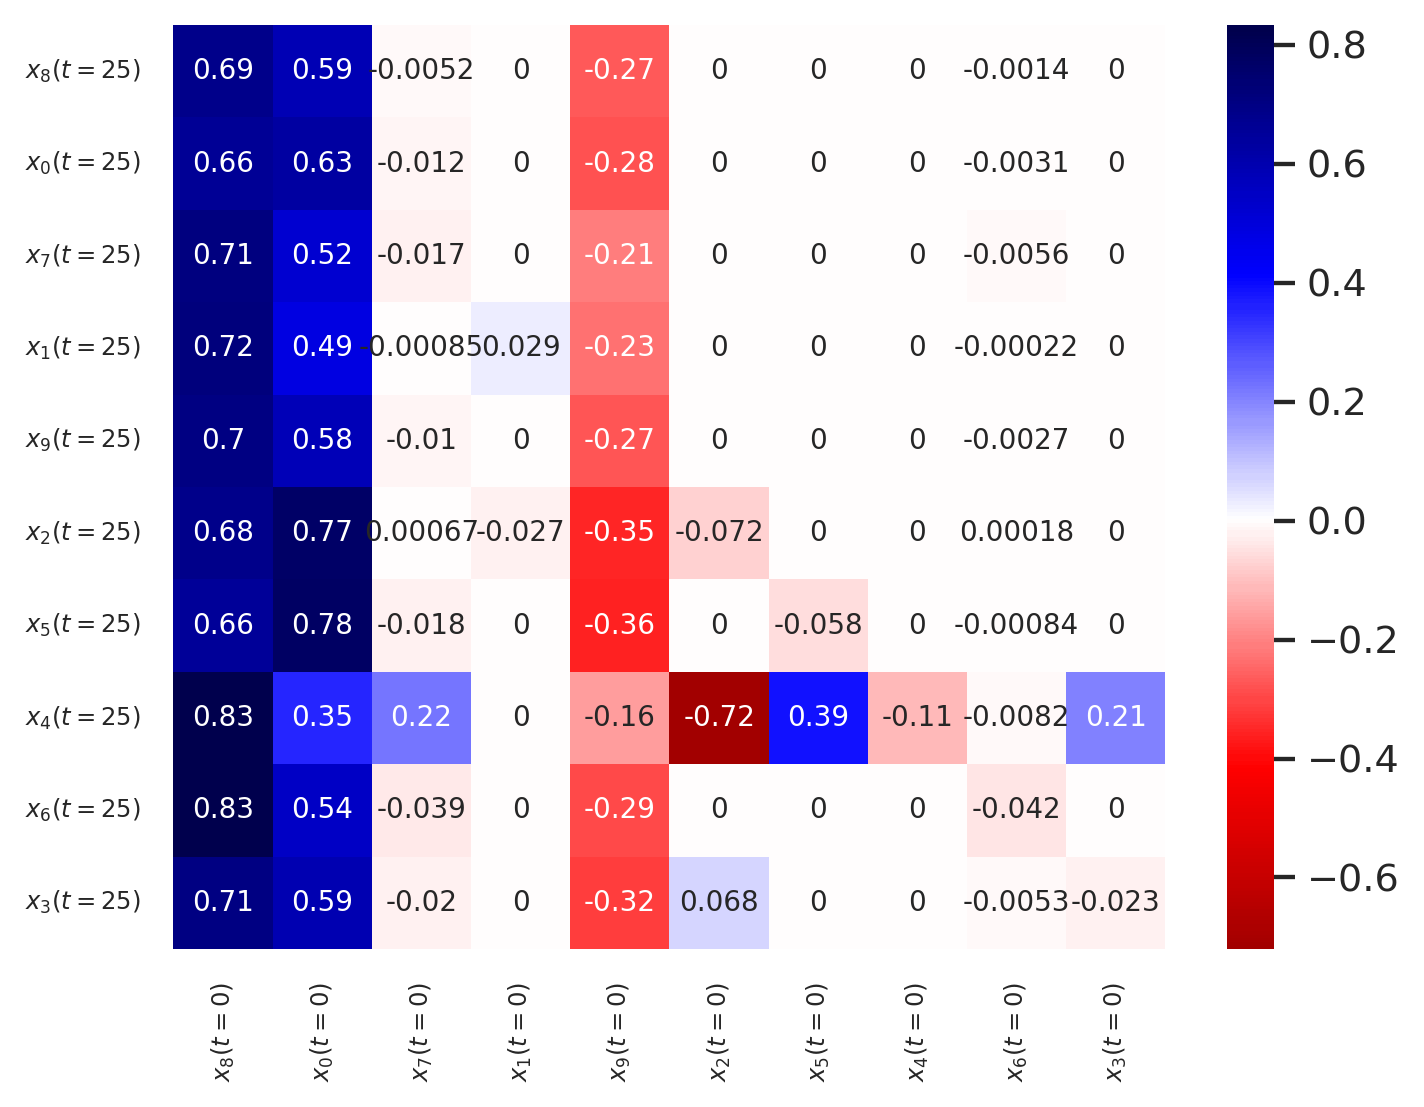 x₈(t = 25) 0.69 0.59 -0.0052 0 -0.27 0 0 0 -0.0014 0
x₀(t = 25) 0.66 0.63 -0.012 0 -0.28 0 0 0 -0.0031 0
x₇(t = 25) 0.71 0.52 -0.017 0 -0.21 0 0 0 -0.0056 0
x₁(t = 25) 0.72 0.49 -0.00085 0.029 -0.23 0 0 0 -0.00022 0
x₉(t = 25) 0.7 0.58 -0.01 0 -0.27 0 0 0 -0.0027 0
x₂(t = 25) 0.68 0.77 0.00067 -0.027 -0.35 -0.072 0 0 0.00018 0
x₅(t = 25) 0.66 0.78 -0.018 0 -0.36 0 -0.058 0 -0.00084 0
x₄(t = 25) 0.83 0.35 0.22 0 -0.16 -0.72 0.39 -0.11 -0.0082 0.21
x₆(t = 25) 0.83 0.54 -0.039 0 -0.29 0 0 0 -0.042 0
x₃(t = 25) 0.71 0.59 -0.02 0 -0.32 0.068 0 0 -0.0053 -0.023
x₈(t = 0)
x₀(t = 0)
x₇(t = 0)
x₁(t = 0)
x₉(t = 0)
x₂(t = 0)
x₅(t = 0)
x₄(t = 0)
x₆(t = 0)
x₃(t = 0)
0.8
0.6
0.4
0.2
0.0
−0.2
−0.4
−0.6